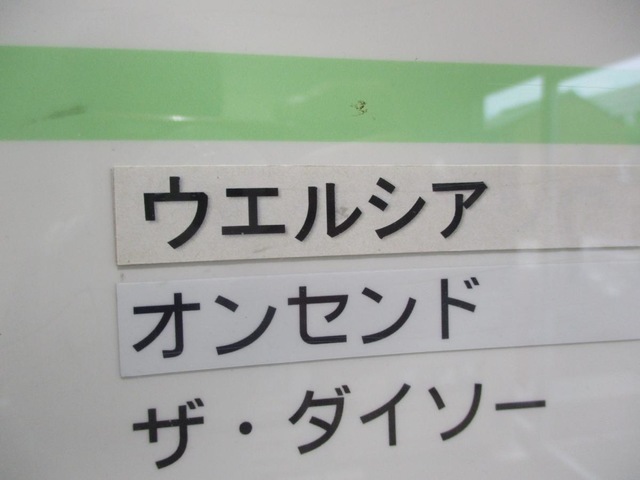 ウエルシア
オンセンド
ザ・ダイソー